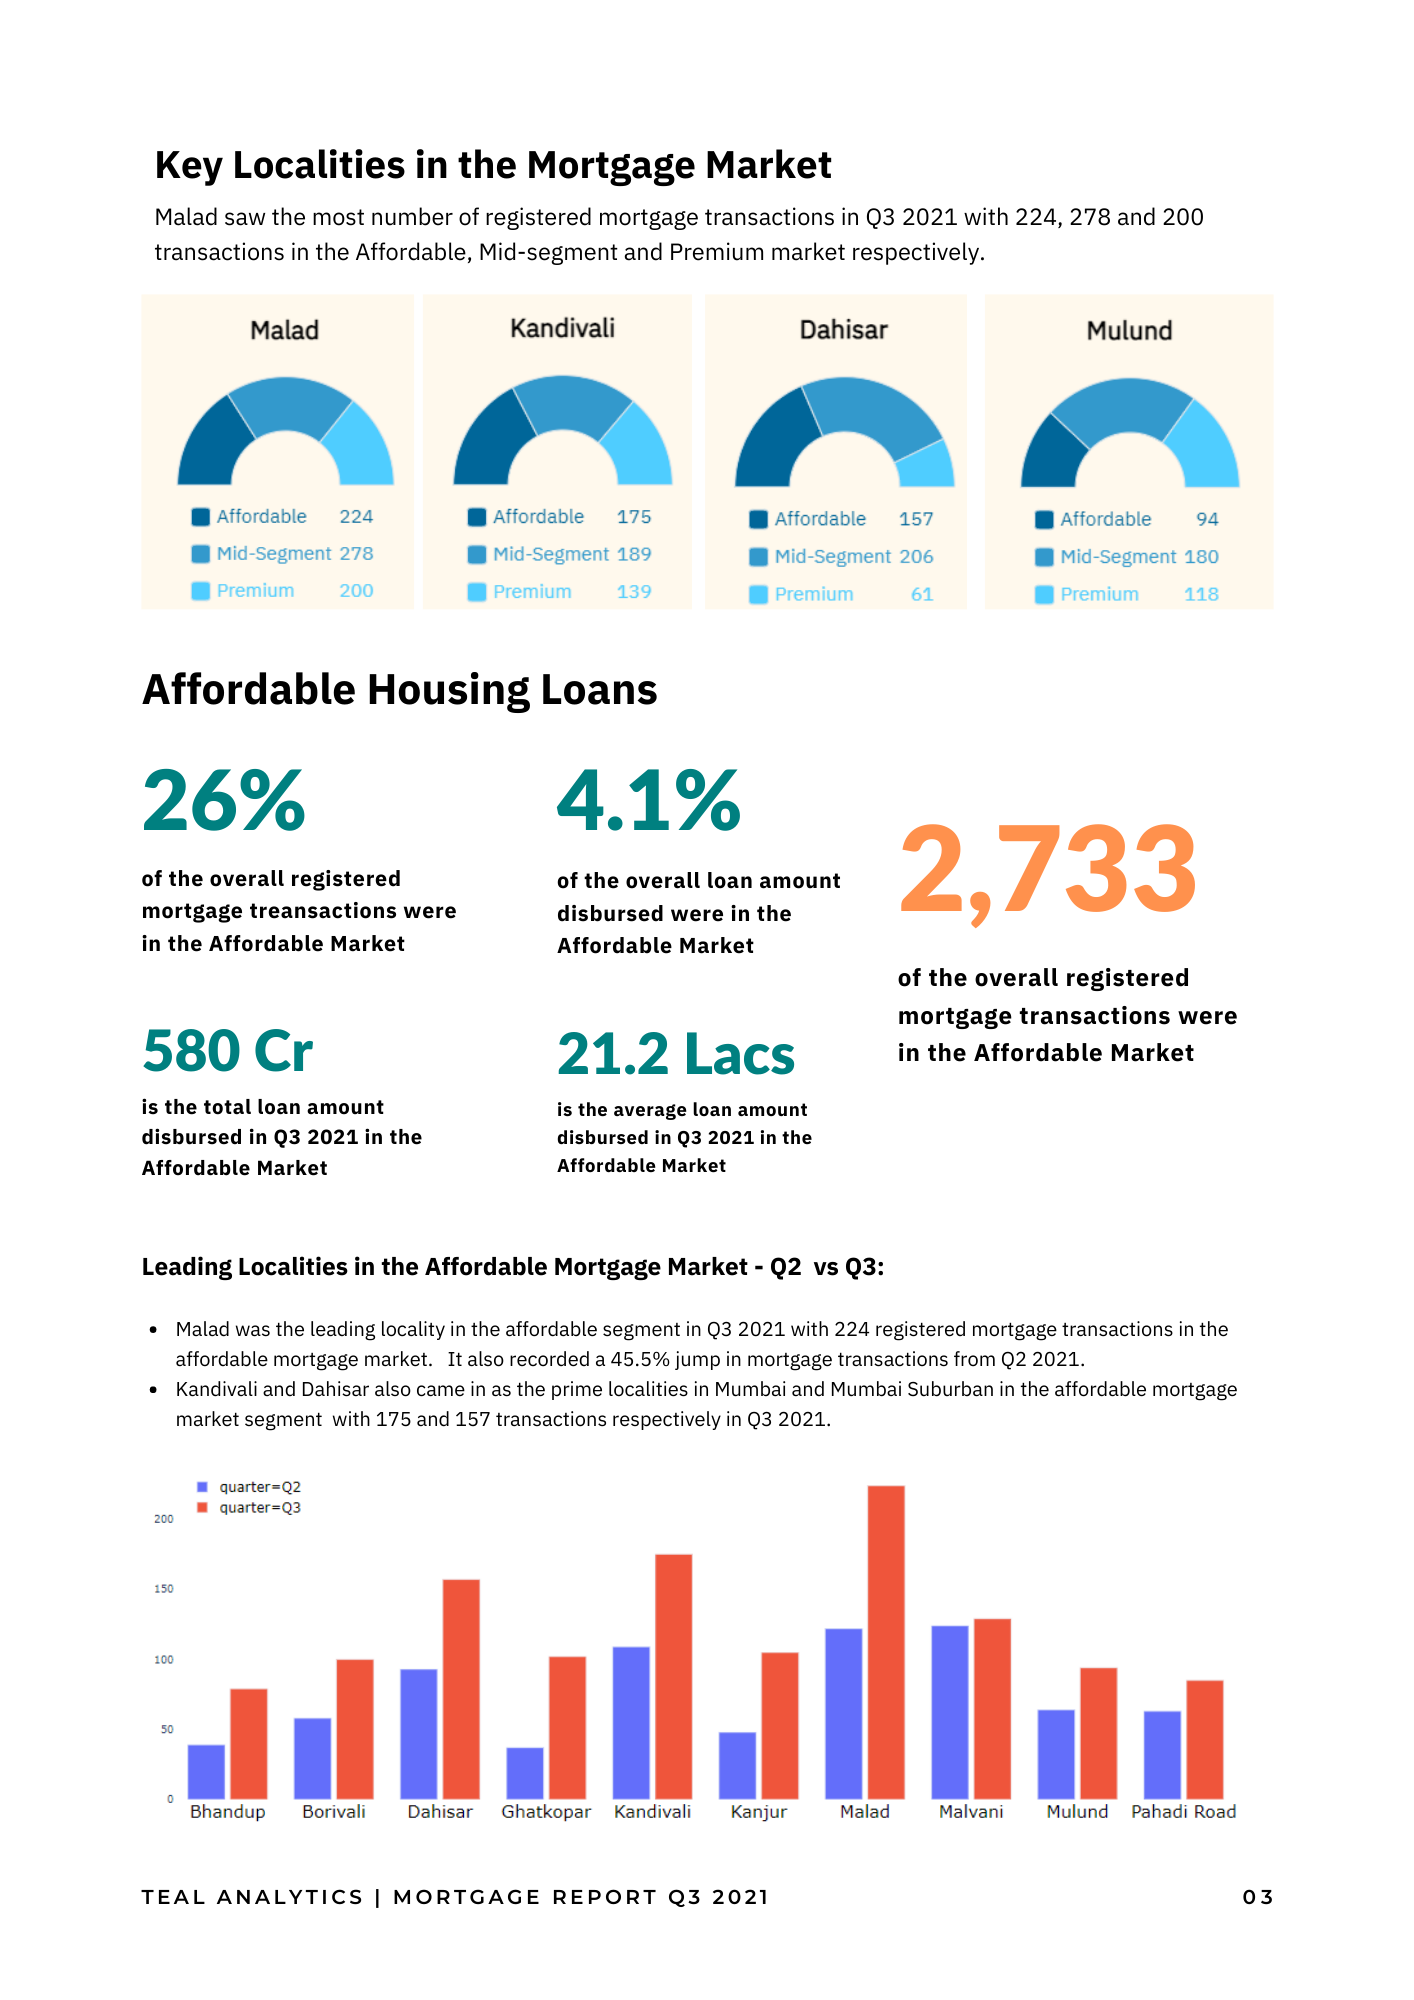 Key Localities in the Mortgage Market
Malad saw the most number of registered mortgage transactions in Q3 2021 with 224, 278 and 200
transactions in the Affordable, Mid-segment and Premium market respectively.
Malad
Affordable 224
Mid-Segment 278
Premium 200
Kandivali
Affordable 175
Mid-Segment 189
Premium 139
Dahisar
Affordable 157
Mid-Segment 206
Premium 61
Mulund
Affordable 94
Mid-Segment 180
Premium 118
Affordable Housing Loans
26%
of the overall registered
mortgage treansactions were
in the Affordable Market
4.1%
of the overall loan amount
disbursed were in the
Affordable Market
2,733
of the overall registered
mortgage transactions were
in the Affordable Market
580 Cr
is the total loan amount
disbursed in Q3 2021 in the
Affordable Market
21.2 Lacs
is the average loan amount
disbursed in Q3 2021 in the
Affordable Market
Leading Localities in the Affordable Mortgage Market - Q2 vs Q3:
• Malad was the leading locality in the affordable segment in Q3 2021 with 224 registered mortgage transactions in the
affordable mortgage market. It also recorded a 45.5% jump in mortgage transactions from Q2 2021.
• Kandivali and Dahisar also came in as the prime localities in Mumbai and Mumbai Suburban in the affordable mortgage
market segment with 175 and 157 transactions respectively in Q3 2021.
quarter=Q2
quarter=Q3
200
150
100
50
0
Bhandup Borivali Dahisar Ghatkopar Kandivali Kanjur Malad Malvani Mulund Pahadi Road
TEAL ANALYTICS | MORTGAGE REPORT Q3 2021 03